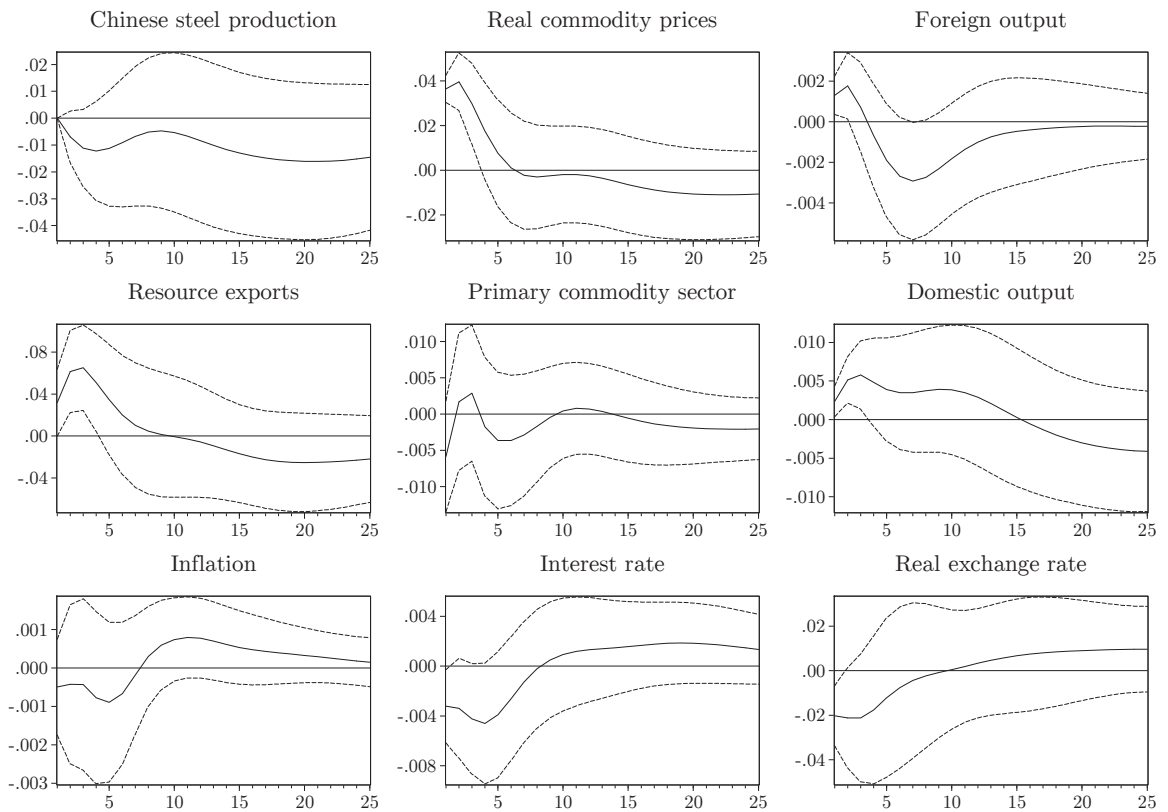 Chinese steel production
Real commodity prices
Foreign output
.02
.01
.00
-.01
-.02
-.03
-.04
5 10 15 20 25
.04
.02
.00
-.02
5 10 15 20 25
0.002
0.000
-.002
-.004
5 10 15 20 25
Resource exports
Primary commodity sector
Domestic output
.08
.04
.00
-.04
5 10 15 20 25
.010
.005
.000
-.005
-.010
5 10 15 20 25
.010
.005
.000
-.005
-.010
5 10 15 20 25
Inflation
Interest rate
Real exchange rate
.001
.000
-.001
-.002
-.003
5 10 15 20 25
.004
.000
-.004
-.008
5 10 15 20 25
.02
.00
-.02
-.04
5 10 15 20 25